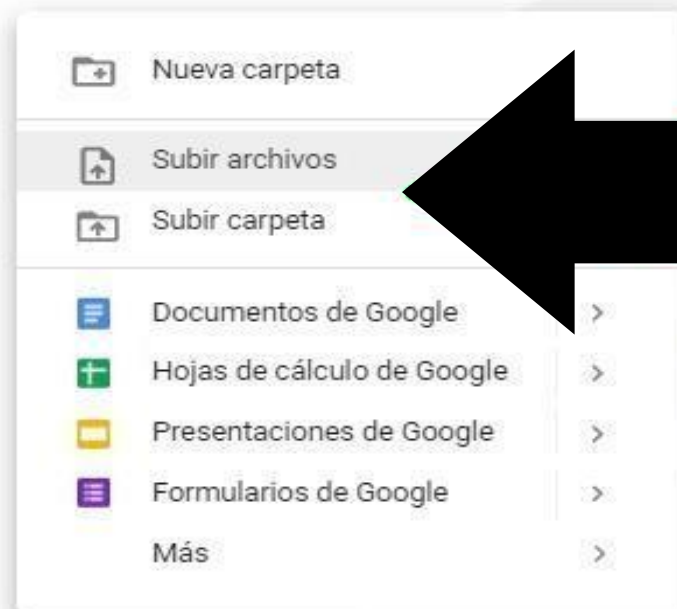 Nueva carpeta
Subir archivos
Subir carpeta
Documentos de Google
Hojas de cálculo de Google
Presentaciones de Google
Formularios de Google
Más